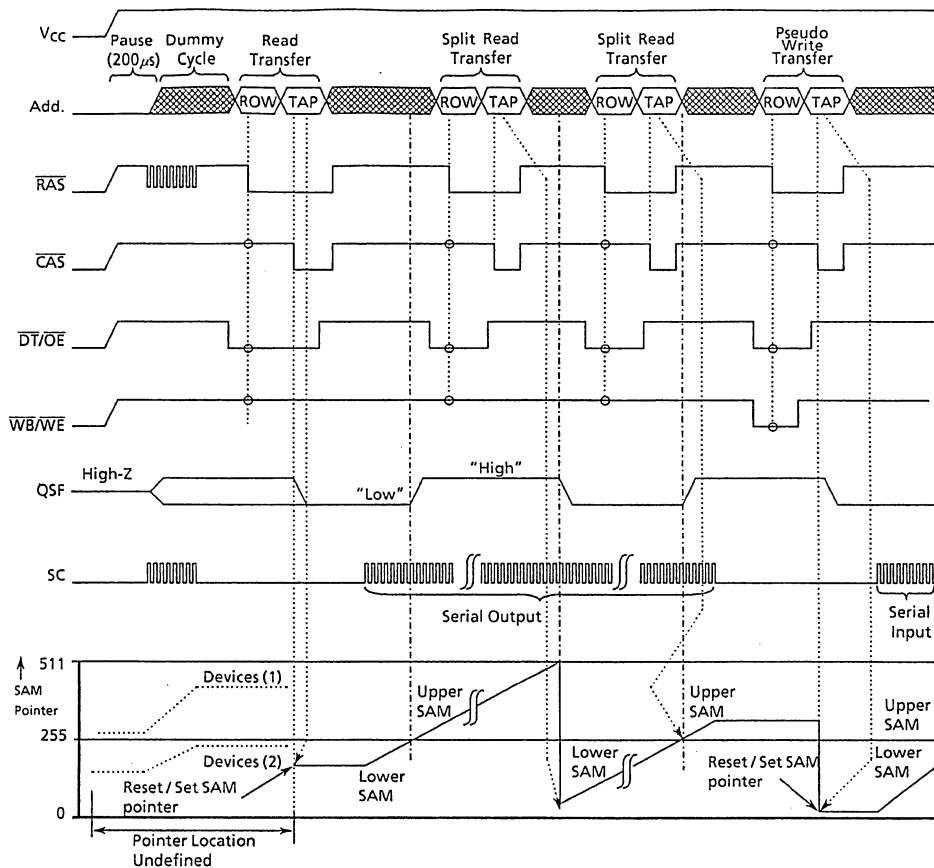 VCC
Pause
(200μs)
Dummy
Cycle
Read
Transfer
Split Read
Transfer
Split Read
Transfer
Pseudo
Write
Transfer
Add.
ROW
TAP
ROW
TAP
ROW
TAP
ROW
TAP
RAS
CAS
DT/OE
WB/WE
High-Z
QSF
"Low"
"High"
SC
Serial Output
Serial
Input
511
SAM
Pointer
255
0
Devices (1)
Devices (2)
Reset / Set SAM
pointer
Pointer Location
Undefined
Upper
SAM
Lower
SAM
Lower
SAM
Upper
SAM
Reset / Set SAM
pointer
Upper
SAM
Lower
SAM